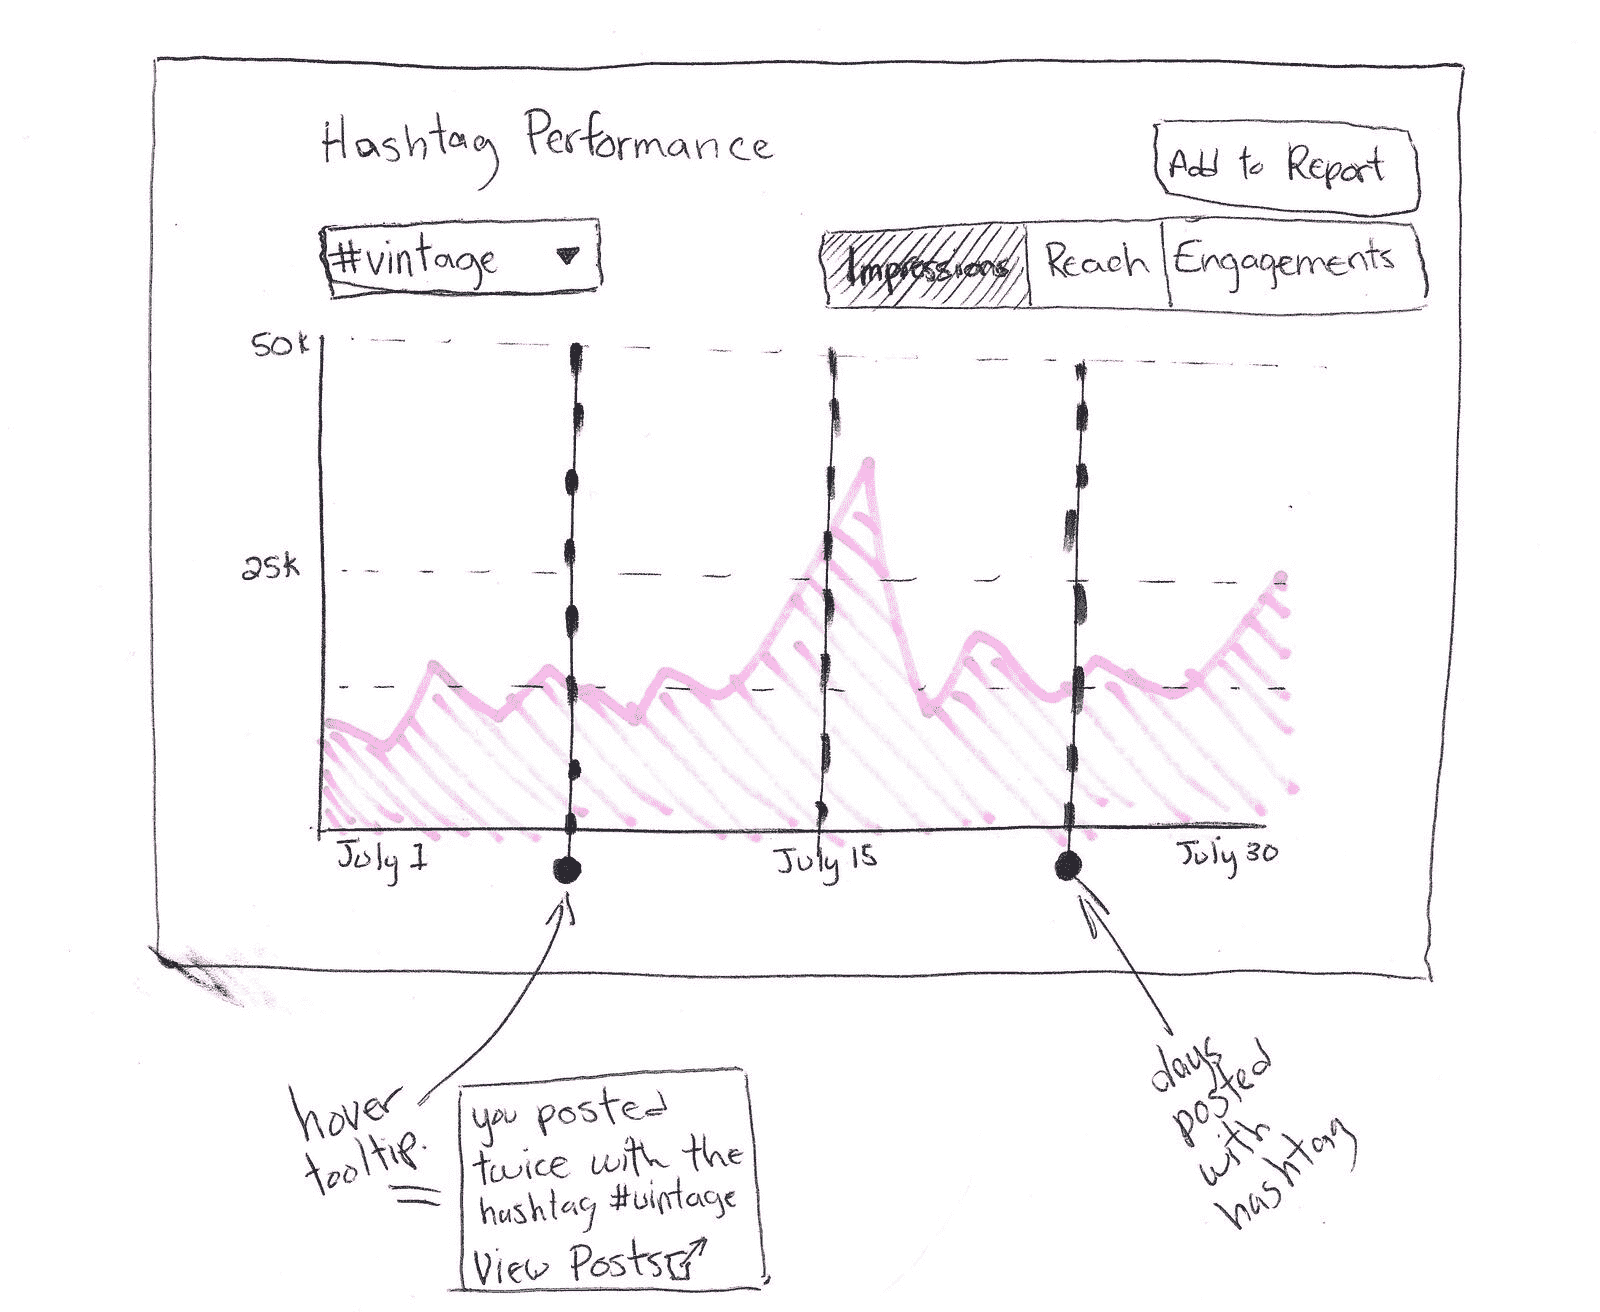 Hashtag Performance
Add to Report
#vintage
Impressions
Reach
Engagements
50k
25k
July 1
July 15
July 30
hover
tooltip.
you posted
twice with the
hashtag #vintage
View Posts
days
posted
with
hashtag